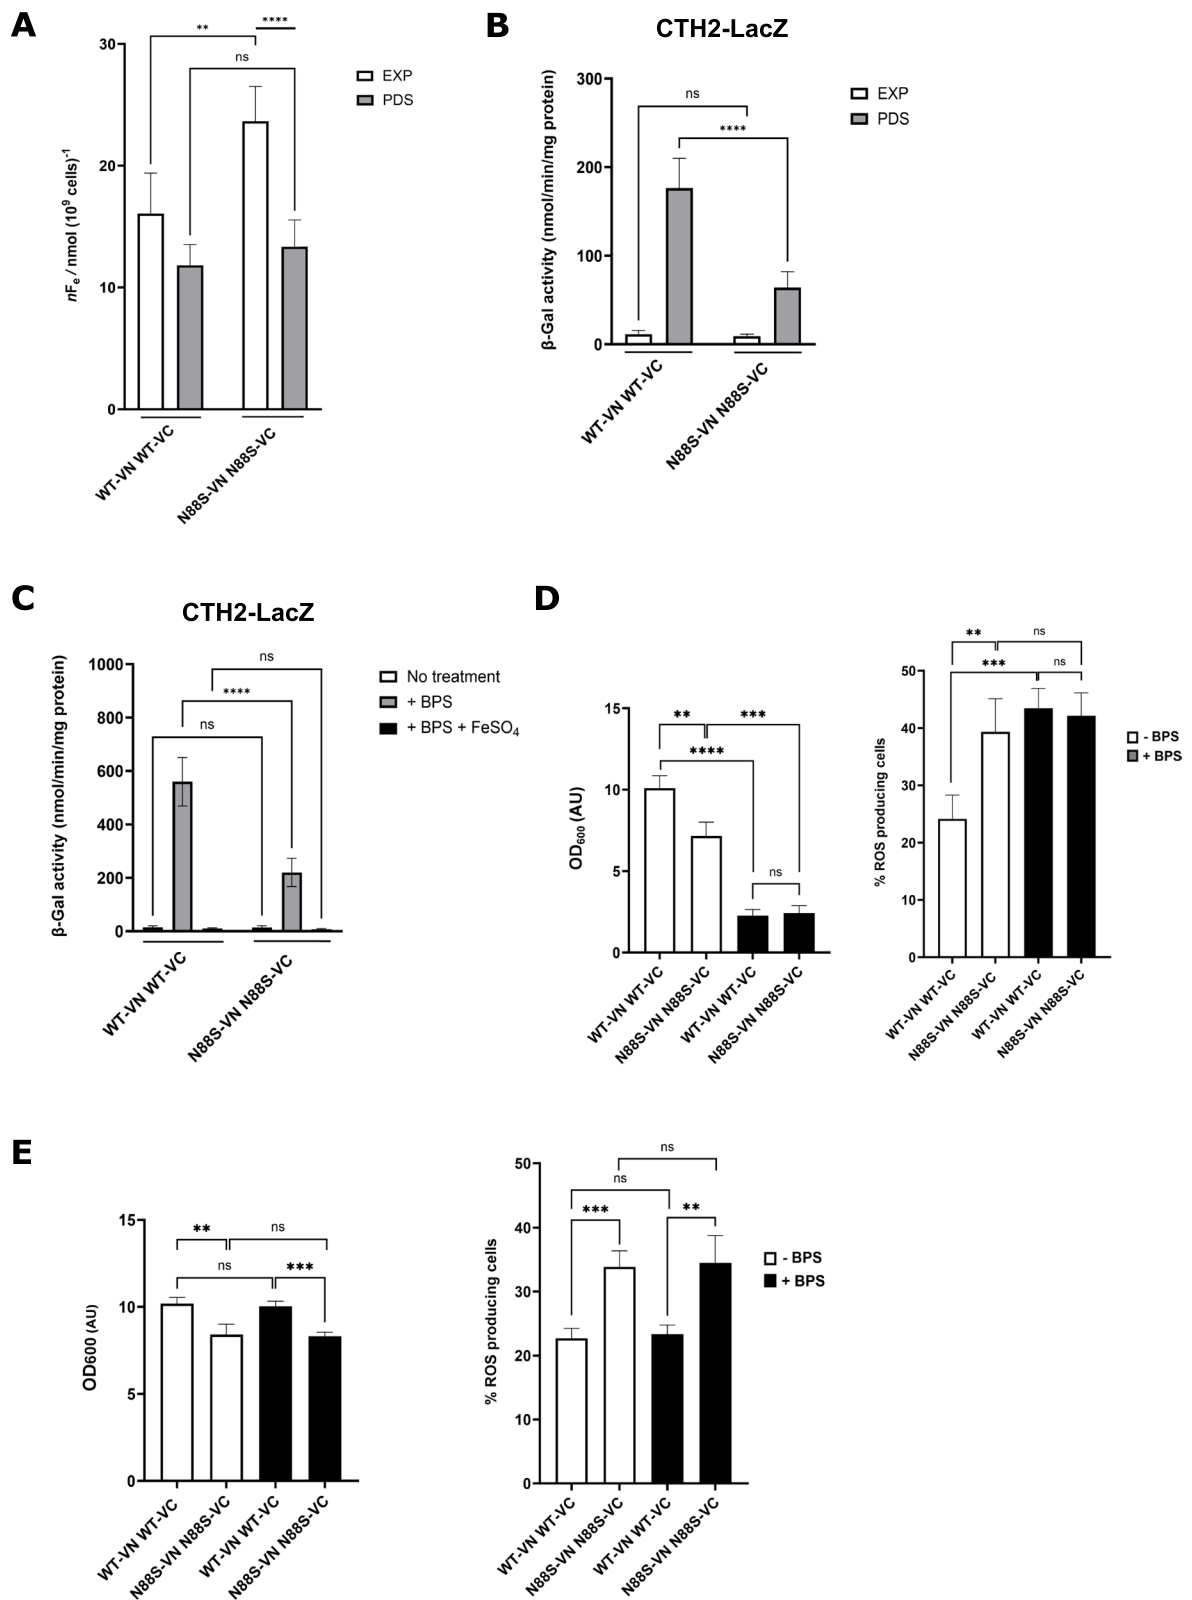 A
**
****
ns
30
20
10
0
nFe / nmol (10⁹ cells)⁻¹
EXP
PDS
WT-VN WT-VC
N88S-VN N88S-VC
B
CTH2-LacZ
ns
****
300
200
100
0
β-Gal activity (nmol/min/mg protein)
EXP
PDS
WT-VN WT-VC
N88S-VN N88S-VC
C
CTH2-LacZ
ns
****
ns
1000
800
600
400
200
0
β-Gal activity (nmol/min/mg protein)
No treatment
+ BPS
+ BPS + FeSO₄
WT-VN WT-VC
N88S-VN N88S-VC
D
**
***
****
ns
15
10
5
0
OD₆₀₀ (AU)
WT-VN WT-VC
N88S-VN N88S-VC
WT-VN WT-VC
N88S-VN N88S-VC
**
ns
***
ns
50
40
30
20
10
0
% ROS producing cells
- BPS
+ BPS
WT-VN WT-VC
N88S-VN N88S-VC
WT-VN WT-VC
N88S-VN N88S-VC
E
**
ns
ns
***
15
10
5
0
OD600 (AU)
WT-VN WT-VC
N88S-VN N88S-VC
WT-VN WT-VC
N88S-VN N88S-VC
ns
ns
***
**
50
40
30
20
10
0
% ROS producing cells
- BPS
+ BPS
WT-VN WT-VC
N88S-VN N88S-VC
WT-VN WT-VC
N88S-VN N88S-VC